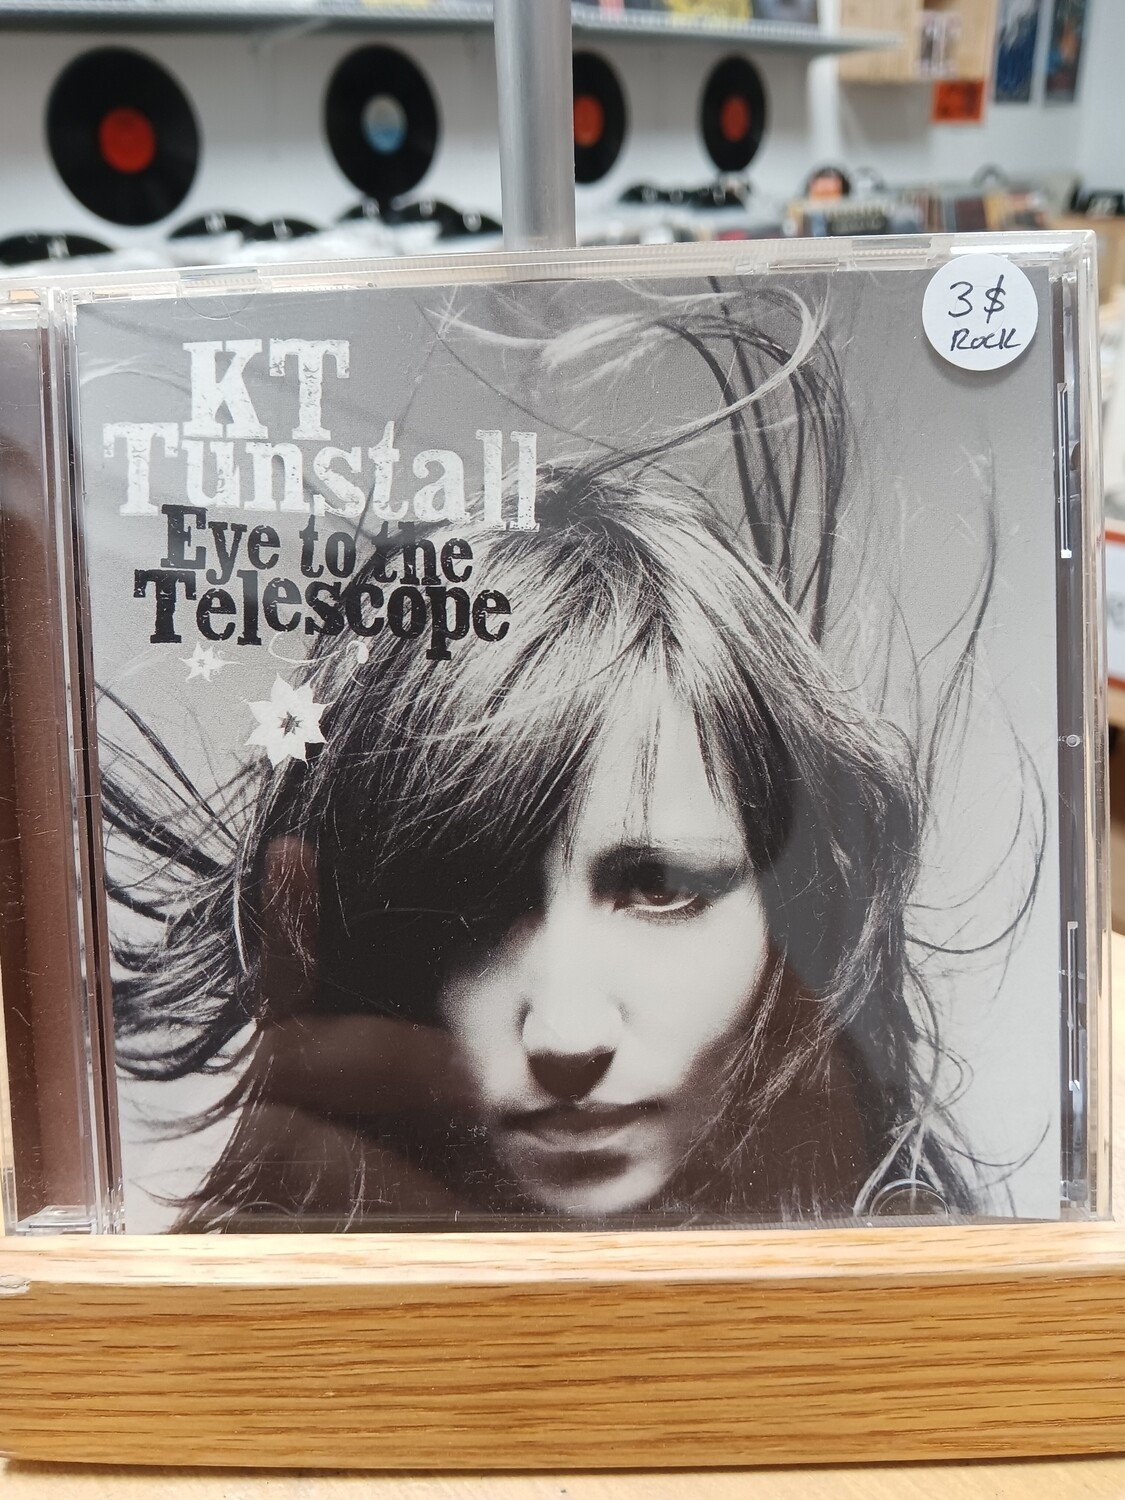 3$
ROCK
KT
Tunstall
Eye to the
Telescope